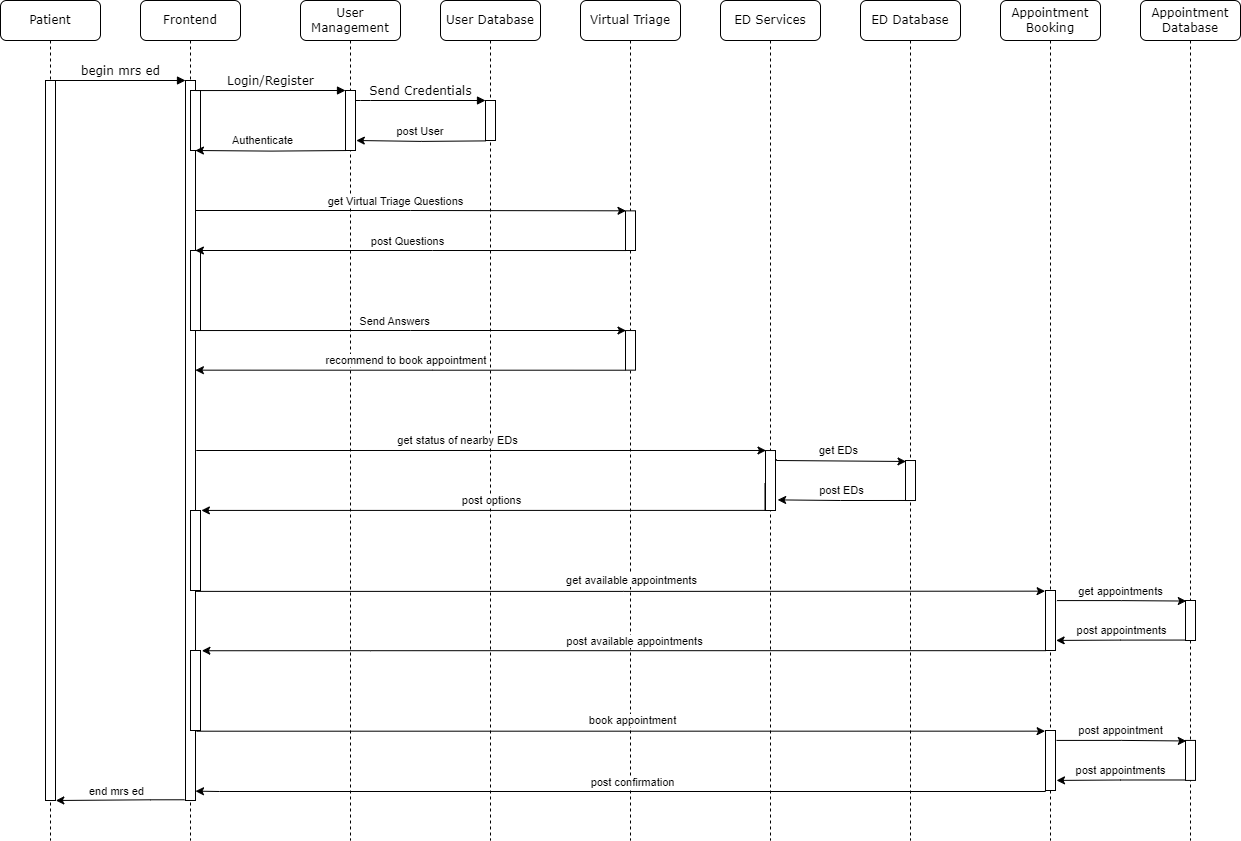 Patient
Frontend
User
Management
User Database
Virtual Triage
ED Services
ED Database
Appointment
Booking
Appointment
Database
begin mrs ed
Login/Register
Send Credentials
post User
Authenticate
get Virtual Triage Questions
post Questions
Send Answers
recommend to book appointment
get status of nearby EDs
get EDs
post EDs
post options
get available appointments
get appointments
post appointments
post available appointments
book appointment
post appointment
post appointments
post confirmation
end mrs ed